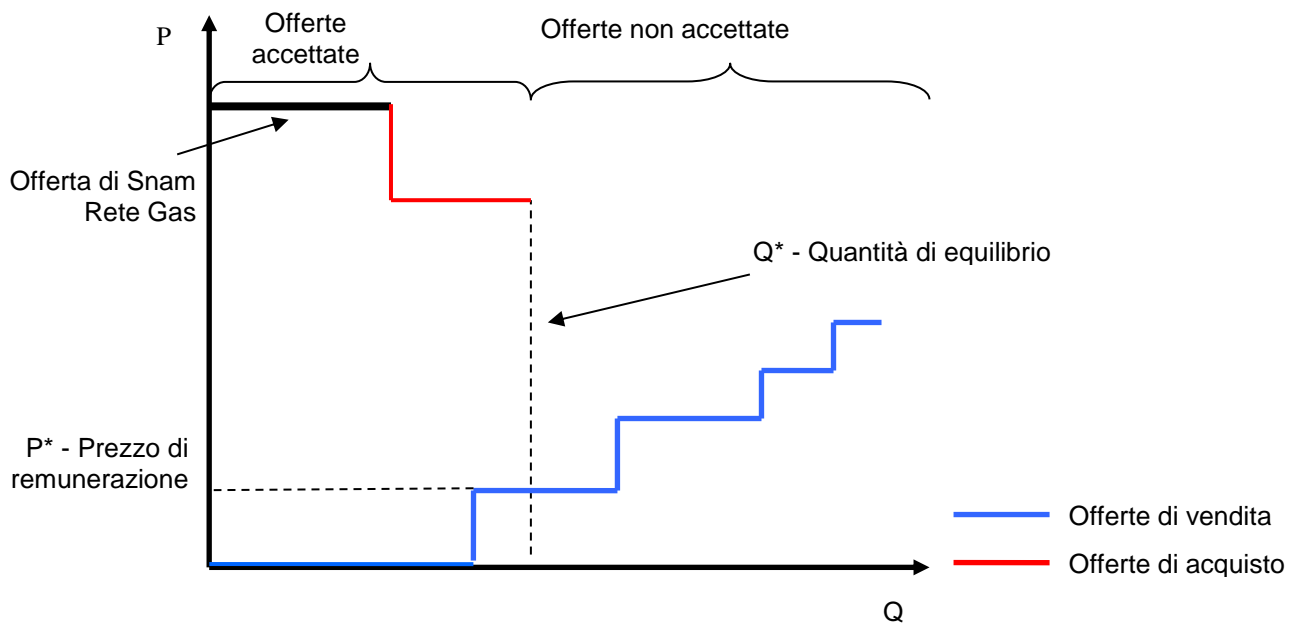 P
Offerte
accettate
Offerte non accettate
Offerta di Snam
Rete Gas
Q* - Quantità di equilibrio
P* - Prezzo di
remunerazione
Offerte di vendita
Offerte di acquisto
Q